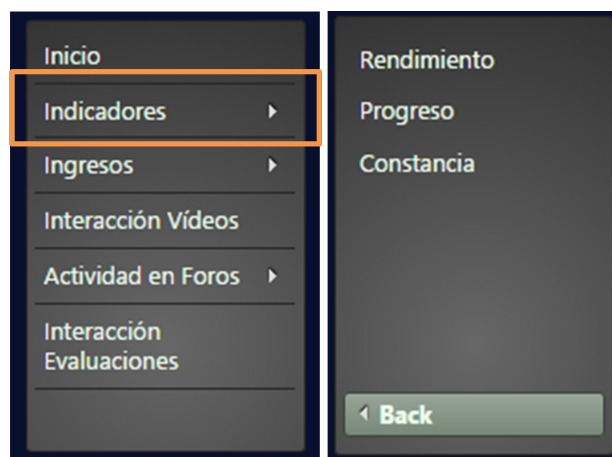 Inicio
Indicadores
Ingresos
Interacción Vídeos
Actividad en Foros
Interacción
Evaluaciones
Rendimiento
Progreso
Constancia
Back